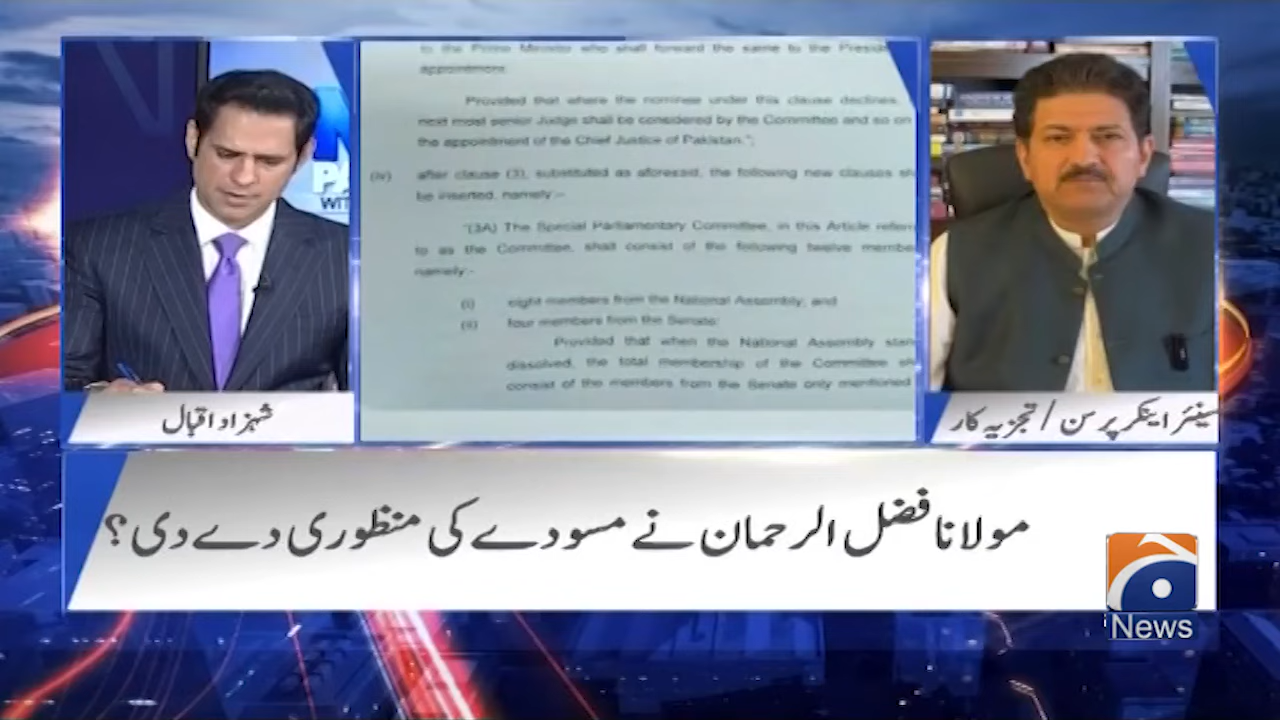 to the Prime Minister who shall forward the same to the Preside
appointment.
Provided that where the nominee under this clause declines,
next most senior Judge shall be considered by the Committee and so on
the appointment of the Chief Justice of Pakistan.";
(iv) after clause (3), substituted as aforesaid, the following new clauses sha
be inserted, namely:-
"(3A) The Special Parliamentary Committee, in this Article referr
to as the Committee, shall consist of the following twelve membe
namely:-
(i) eight members from the National Assembly; and
(ii) four members from the Senate:
Provided that when the National Assembly stan
dissolved, the total membership of the Committee sh
consist of the members from the Senate only mentioned
PA
WIT
شہزاد اقبال
سینئر اینکر پرسن / تجزیہ کار
مولانا فضل الرحمان نے مسودے کی منظوری دے دی؟
Geo News